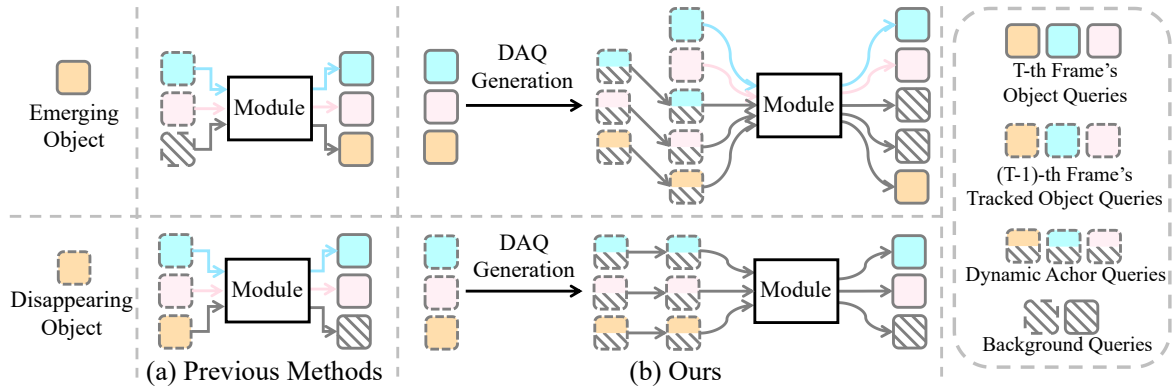 Emerging
Object
Module
DAQ
Generation
Module
Disappearing
Object
Module
DAQ
Generation
Module
(a) Previous Methods
(b) Ours
T-th Frame's
Object Queries
(T-1)-th Frame's
Tracked Object Queries
Dynamic Achor Queries
Background Queries